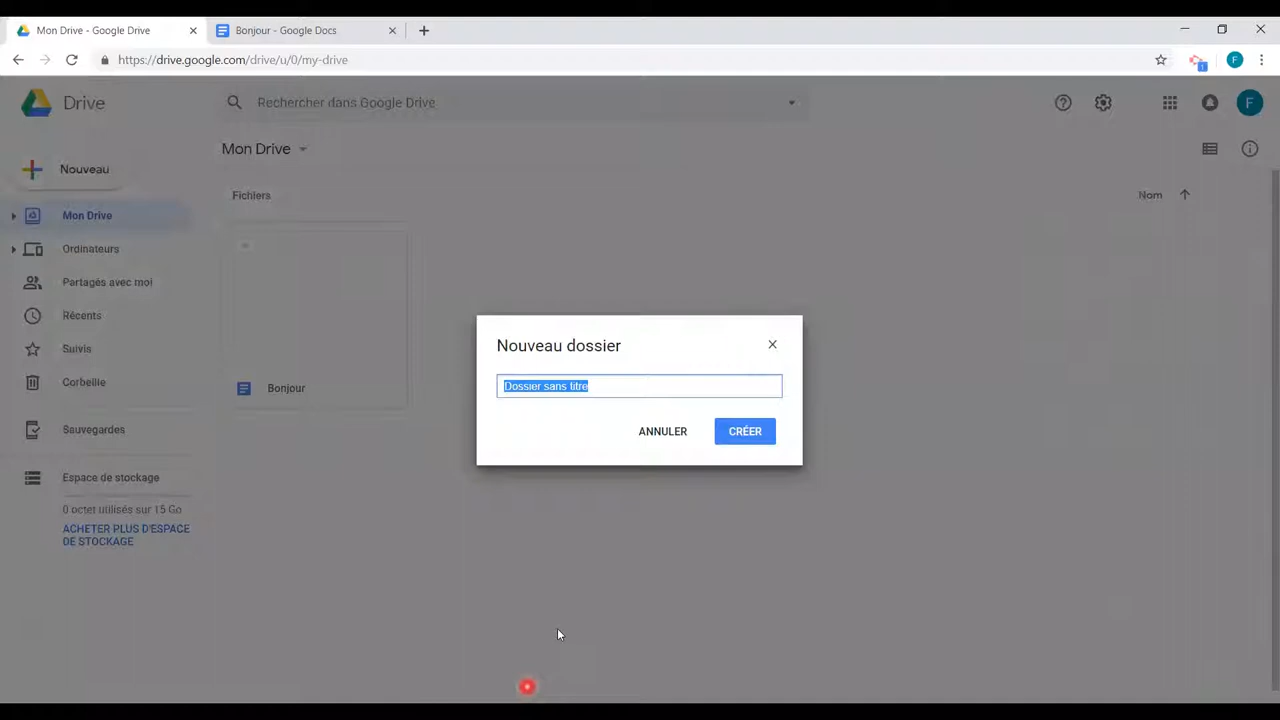 Mon Drive - Google Drive
Bonjour - Google Docs
https://drive.google.com/drive/u/0/my-drive
1
F
Drive
Rechercher dans Google Drive
F
Nouveau
Mon Drive
Fichiers
Nom
Mon Drive
Ordinateurs
Partagés avec moi
Récents
Suivis
Corbeille
Sauvegardes
Espace de stockage
0 octet utilisés sur 15 Go
ACHETER PLUS D'ESPACE
DE STOCKAGE
Bonjour
Nouveau dossier
Dossier sans titre
ANNULER
CRÉER